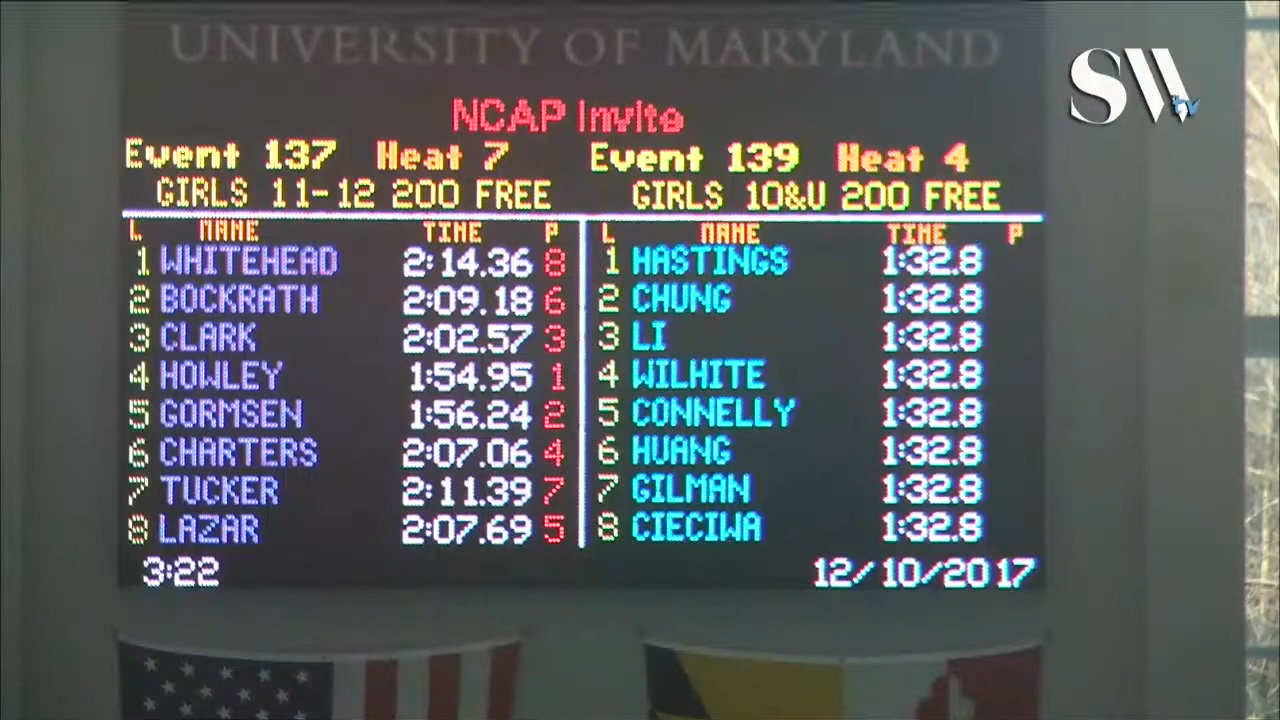 UNIVERSITY OF MARYLAND
SW tv
NCAP Invite
Event 137 Heat 7 Event 139 Heat 4
GIRLS 11-12 200 FREE GIRLS 10&U 200 FREE
L NAME TIME P L NAME TIME P
1 WHITEHEAD 2:14.36 8 1 HASTINGS 1:32.8
2 BOCKRATH 2:09.18 6 2 CHUNG 1:32.8
3 CLARK 2:02.57 3 3 LI 1:32.8
4 HOWLEY 1:54.95 1 4 WILHITE 1:32.8
5 GORMSEN 1:56.24 2 5 CONNELLY 1:32.8
6 CHARTERS 2:07.06 4 6 HUANG 1:32.8
7 TUCKER 2:11.39 7 7 GILMAN 1:32.8
8 LAZAR 2:07.69 5 8 CIECIWA 1:32.8
3:22 12/10/2017